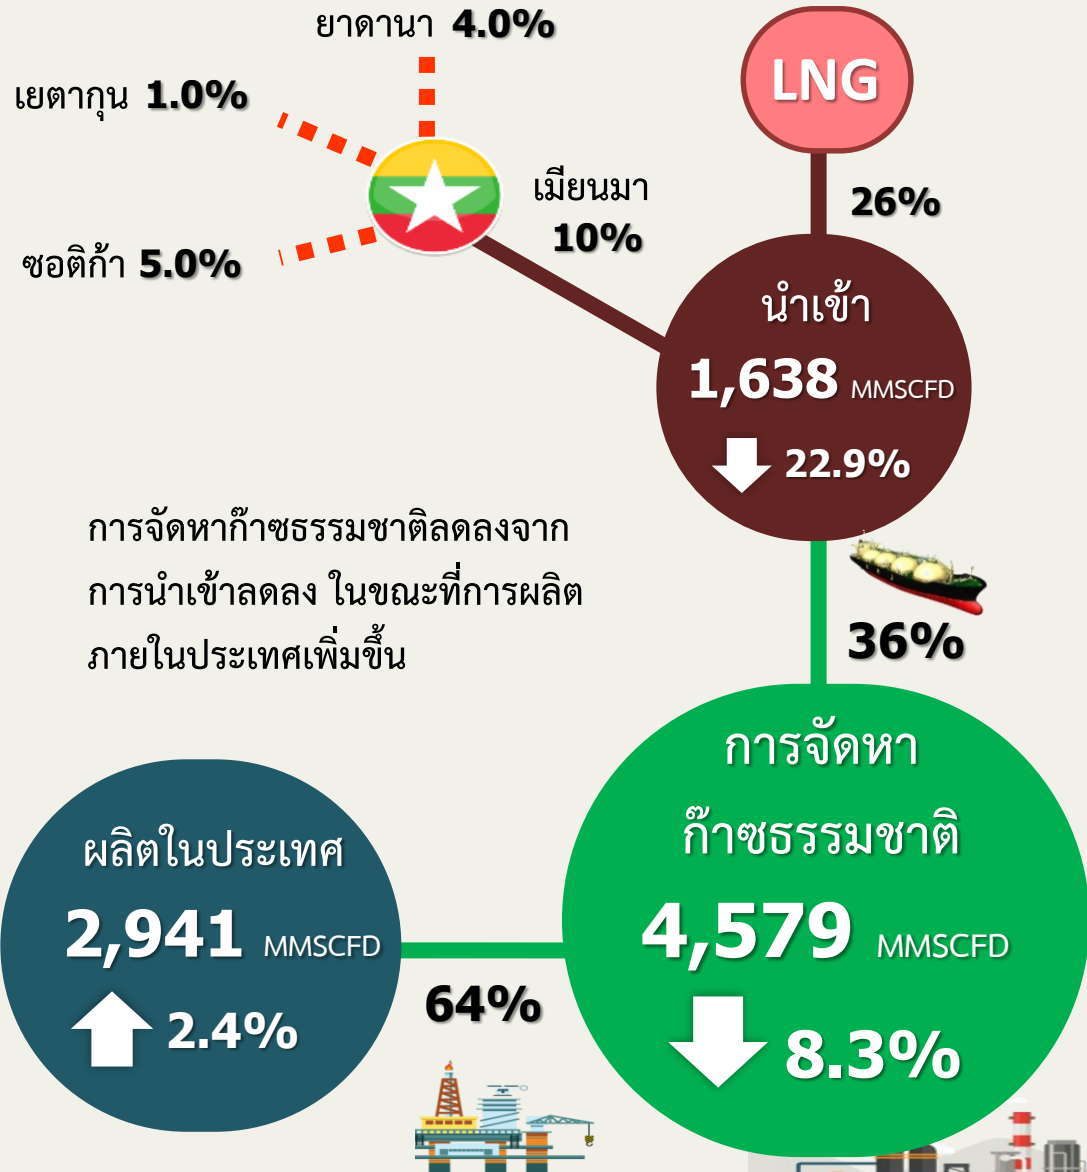 ยาดานา 4.0%
เยตากุน 1.0%
ซอติก้า 5.0%
เมียนมา
10%
LNG
26%
นำเข้า
1,638 MMSCFD
22.9%
การจัดหาก๊าซธรรมชาติลดลงจาก
การนำเข้าลดลง ในขณะที่การผลิต
ภายในประเทศเพิ่มขึ้น
36%
การจัดหา
ก๊าซธรรมชาติ
4,579 MMSCFD
8.3%
ผลิตในประเทศ
2,941 MMSCFD
2.4%
64%